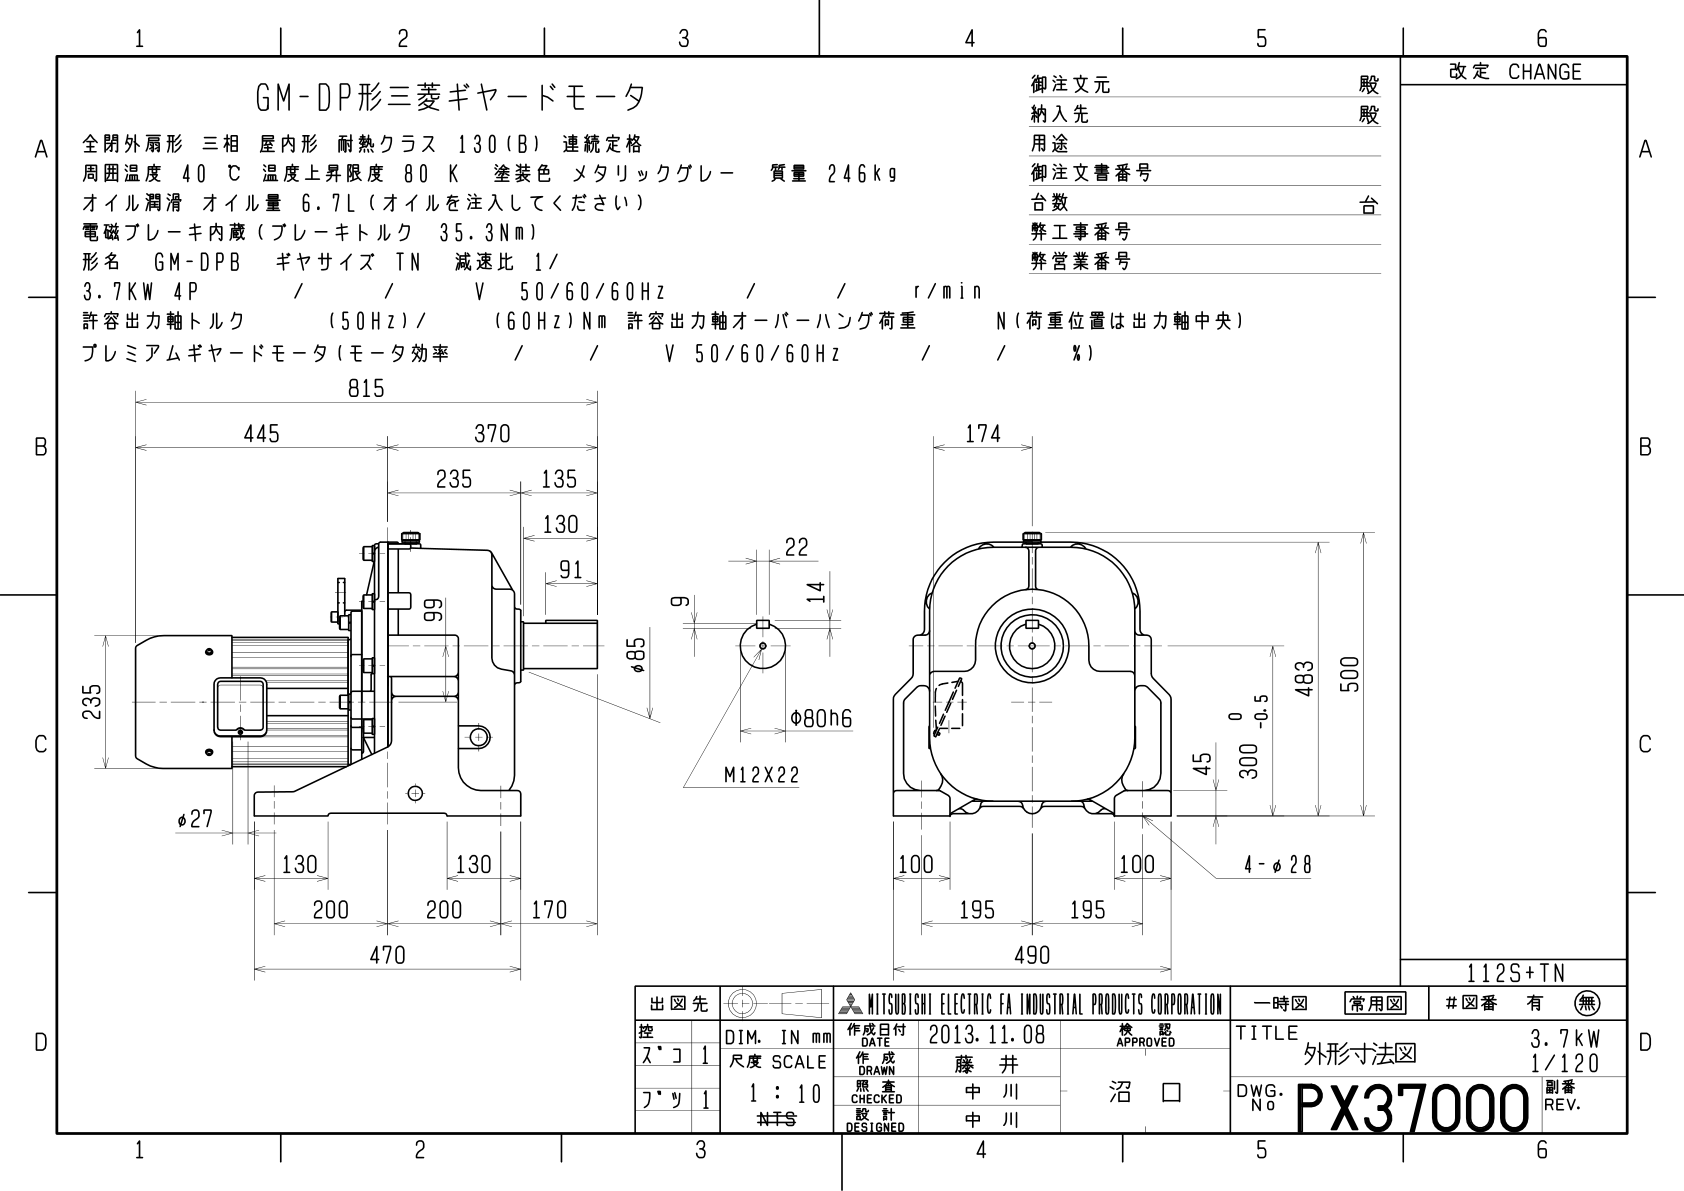 1 2 3 4 5 6
改定 CHANGE
GM-DP形三菱ギヤードモータ
全閉外扇形 三相 屋内形 耐熱クラス 130(B) 連続定格
周囲温度 40 ℃ 温度上昇限度 80 K 塗装色 メタリックグレー 質量 246kg
オイル潤滑 オイル量 6.7L(オイルを注入してください)
電磁ブレーキ内蔵(ブレーキトルク 35.3Nm)
形名 GM-DPB ギヤサイズ TN 減速比 1/
3.7KW 4P / / V 50/60/60Hz / / r/min
許容出力軸トルク (50Hz)/ (60Hz)Nm 許容出力軸オーバーハング荷重 N(荷重位置は出力軸中央)
プレミアムギヤードモータ(モータ効率 / / V 50/60/60Hz / / %)
御注文元 殿
納入先 殿
用途
御注文書番号
台数 台
弊工事番号
弊営業番号
A A
B B
C C
D D
815
445 370
235 135
130
91
99
235
φ85
φ27
130 130
200 200 170
470
22
9
14
Φ80h6
M12X22
174
483
500
300 0 -0.5
45
4-φ28
100 100
195 195
490
112S+TN
出図先
控
ズコ 1
ブツ 1
DIM. IN mm
尺度 SCALE
1 : 10
NTS
MITSUBISHI ELECTRIC FA INDUSTRIAL PRODUCTS CORPORATION
作成日付 DATE 2013.11.08
作成 DRAWN 藤井
照査 CHECKED 中川
設計 DESIGNED 中川
検認 APPROVED
沼口
一時図 常用図 #図番 有 無
TITLE
外形寸法図
3.7kW
1/120
DWG. No PX37000
副番 REV.
1 2 3 4 5 6